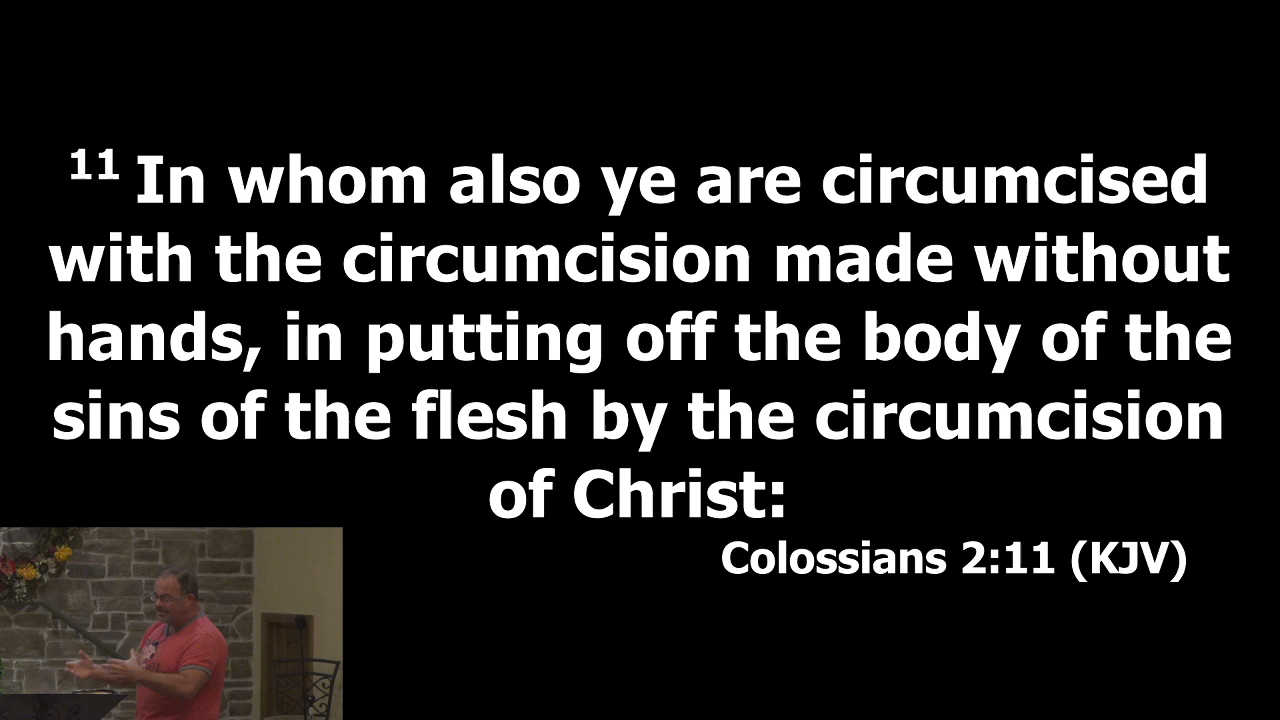 11 In whom also ye are circumcised
with the circumcision made without
hands, in putting off the body of the
sins of the flesh by the circumcision
of Christ:
Colossians 2:11 (KJV)